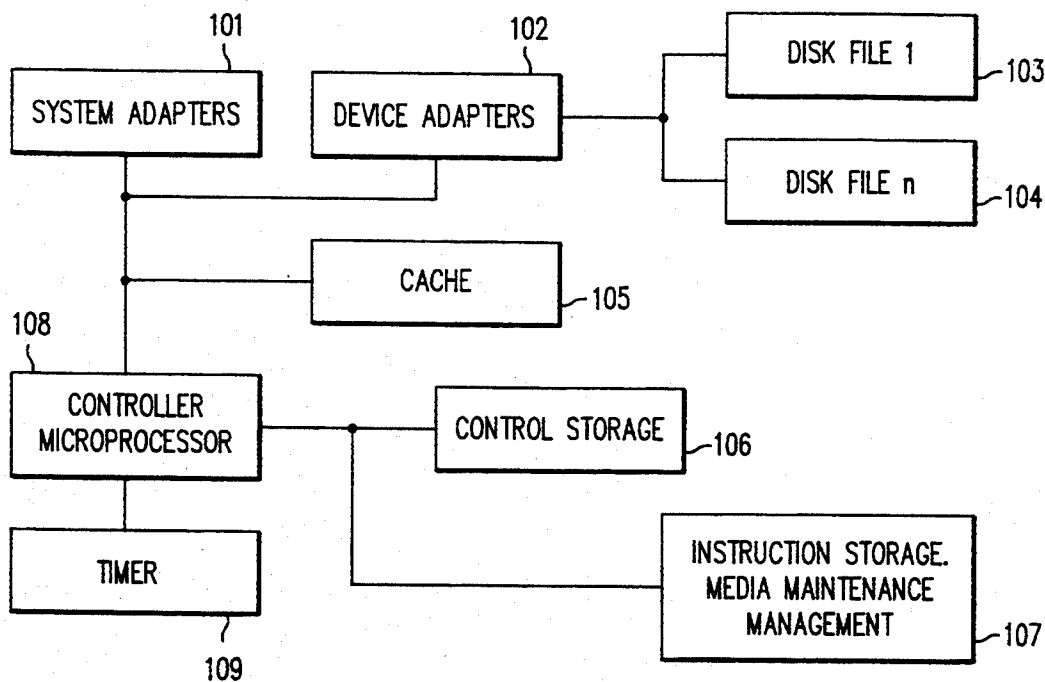 101
SYSTEM ADAPTERS
102
DEVICE ADAPTERS
DISK FILE 1
103
DISK FILE n
104
CACHE
105
108
CONTROLLER
MICROPROCESSOR
CONTROL STORAGE
106
TIMER
109
INSTRUCTION STORAGE.
MEDIA MAINTENANCE
MANAGEMENT
107